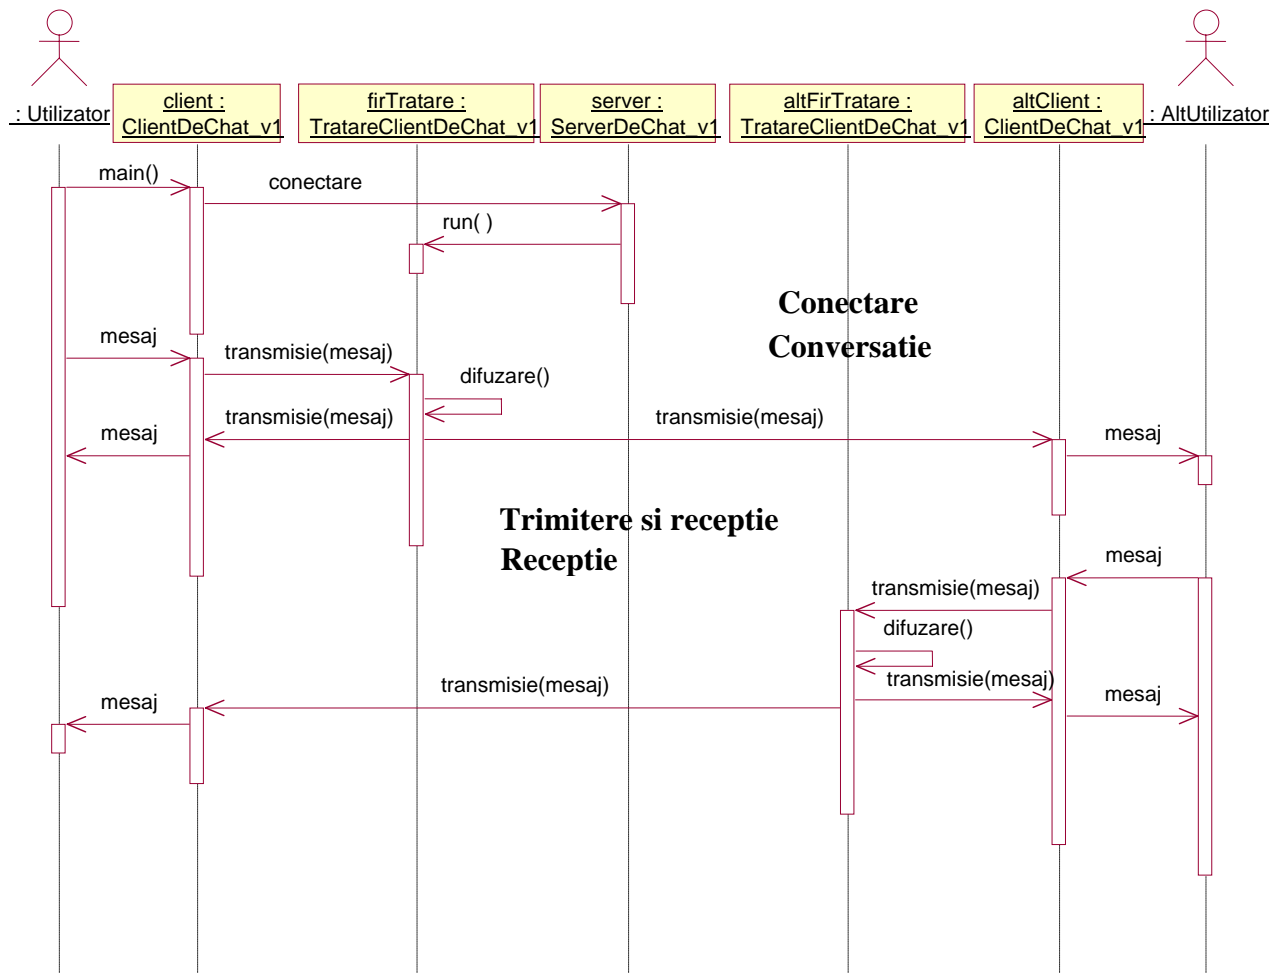 : Utilizator
client :
ClientDeChat_v1
firTratare :
TratareClientDeChat_v1
server :
ServerDeChat_v1
altFirTratare :
TratareClientDeChat_v1
altClient :
ClientDeChat_v1
: AltUtilizator
main()
conectare
run( )
Conectare
Conversatie
mesaj
transmisie(mesaj)
difuzare()
transmisie(mesaj)
transmisie(mesaj)
mesaj
mesaj
Trimitere si receptie
Receptie
mesaj
transmisie(mesaj)
difuzare()
transmisie(mesaj)
transmisie(mesaj)
mesaj
mesaj